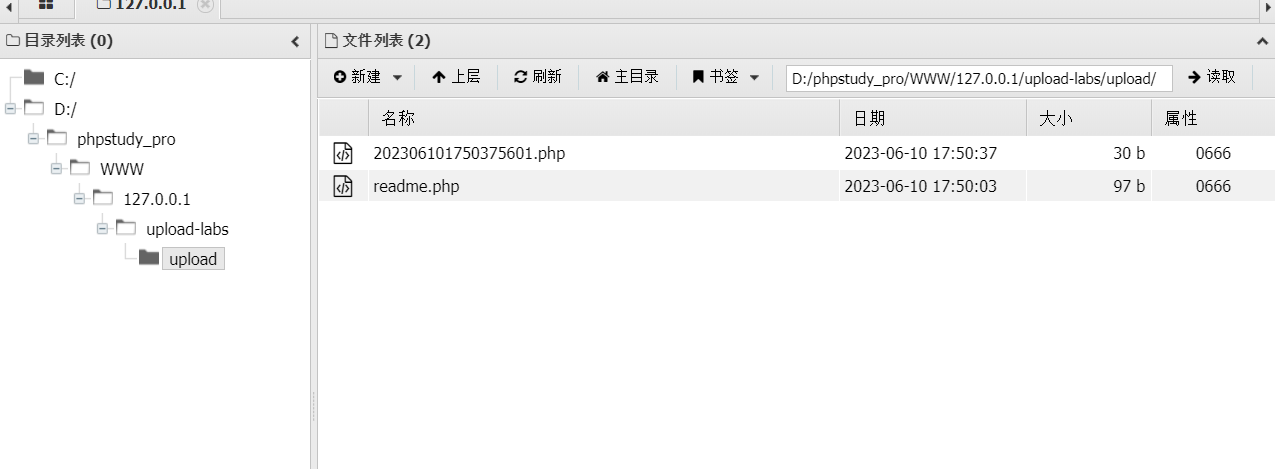 127.0.0.1
目录列表 (0)
C:/
D:/
phpstudy_pro
WWW
127.0.0.1
upload-labs
upload
文件列表 (2)
新建 上层 刷新 主目录 书签 D:/phpstudy_pro/WWW/127.0.0.1/upload-labs/upload/ 读取
名称 日期 大小 属性
202306101750375601.php 2023-06-10 17:50:37 30 b 0666
readme.php 2023-06-10 17:50:03 97 b 0666